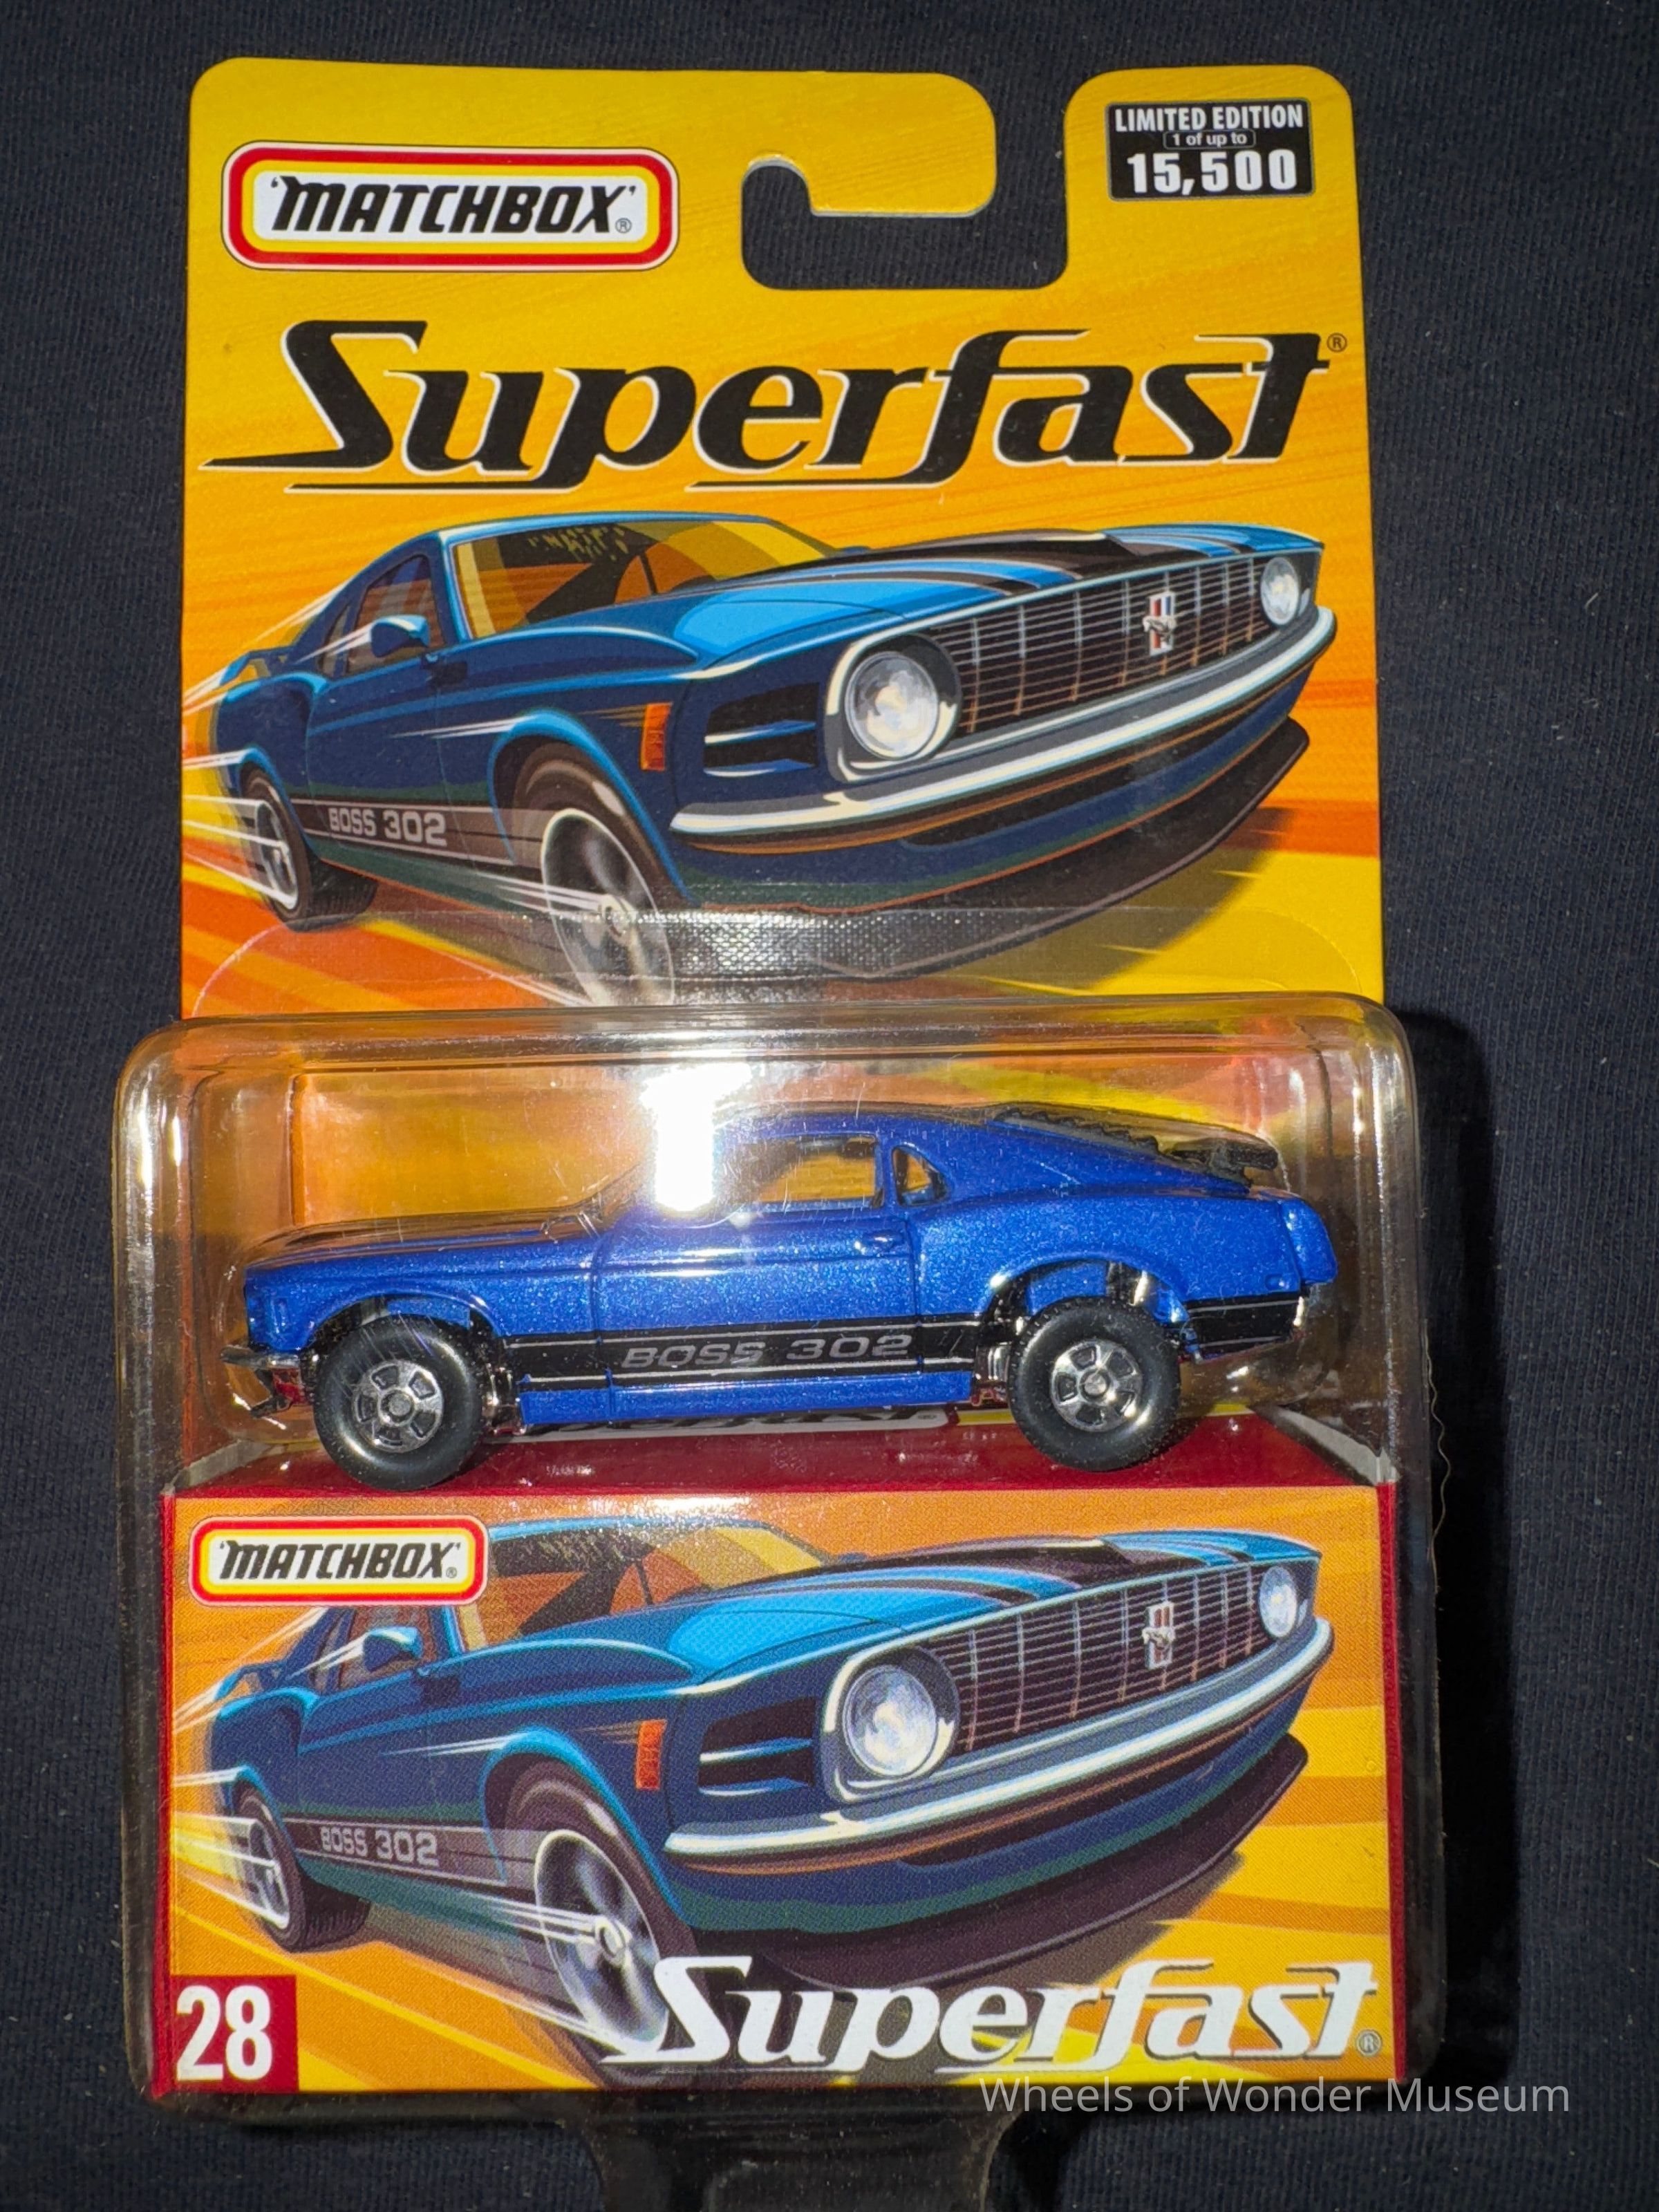 LIMITED EDITION
1 of up to
15,500
'MATCHBOX'®
Superfast®
BOSS 302
BOSS 302
'MATCHBOX'®
BOSS 302
28
Superfast®
Wheels of Wonder Museum